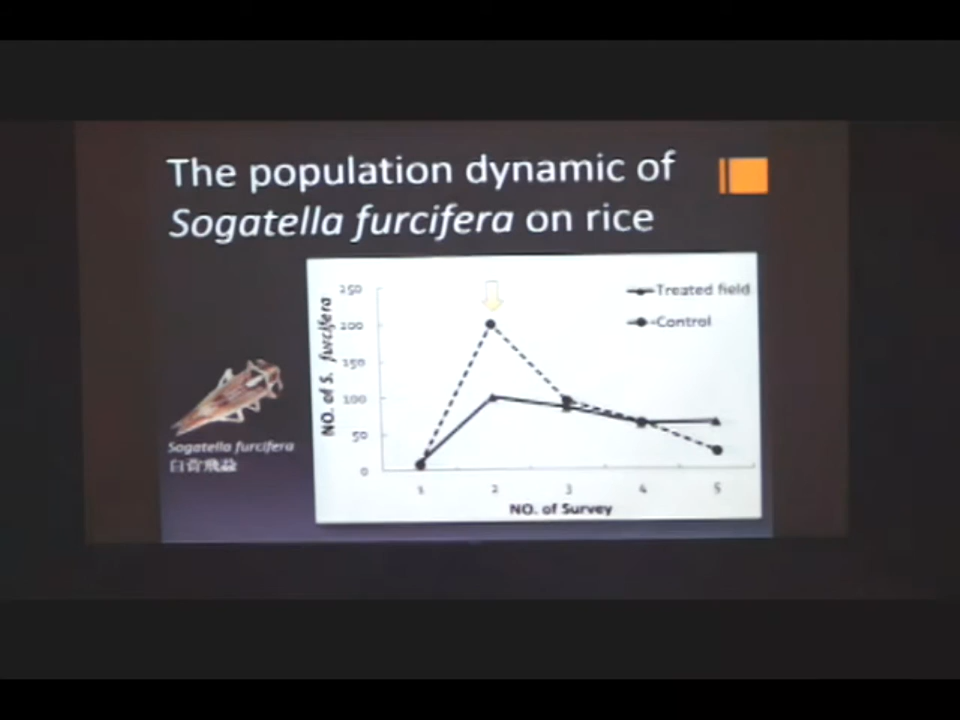 The population dynamic of
Sogatella furcifera on rice
NO. of S. furcifera
250
200
150
100
50
0
Treated field
Control
1
2
3
4
5
NO. of Survey
Sogatella furcifera
白背飛蝨